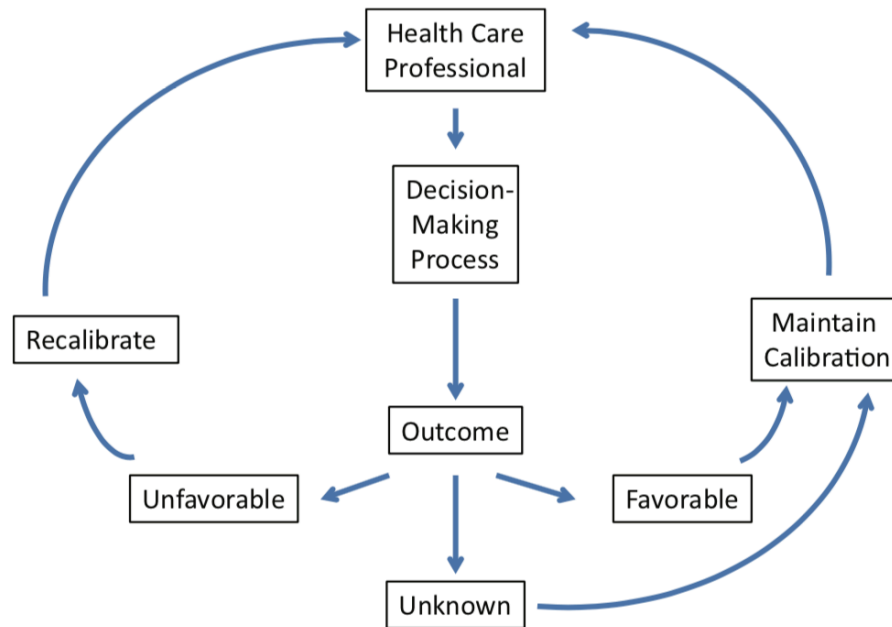 Health Care
Professional
Decision-
Making
Process
Recalibrate
Maintain
Calibration
Outcome
Unfavorable
Favorable
Unknown